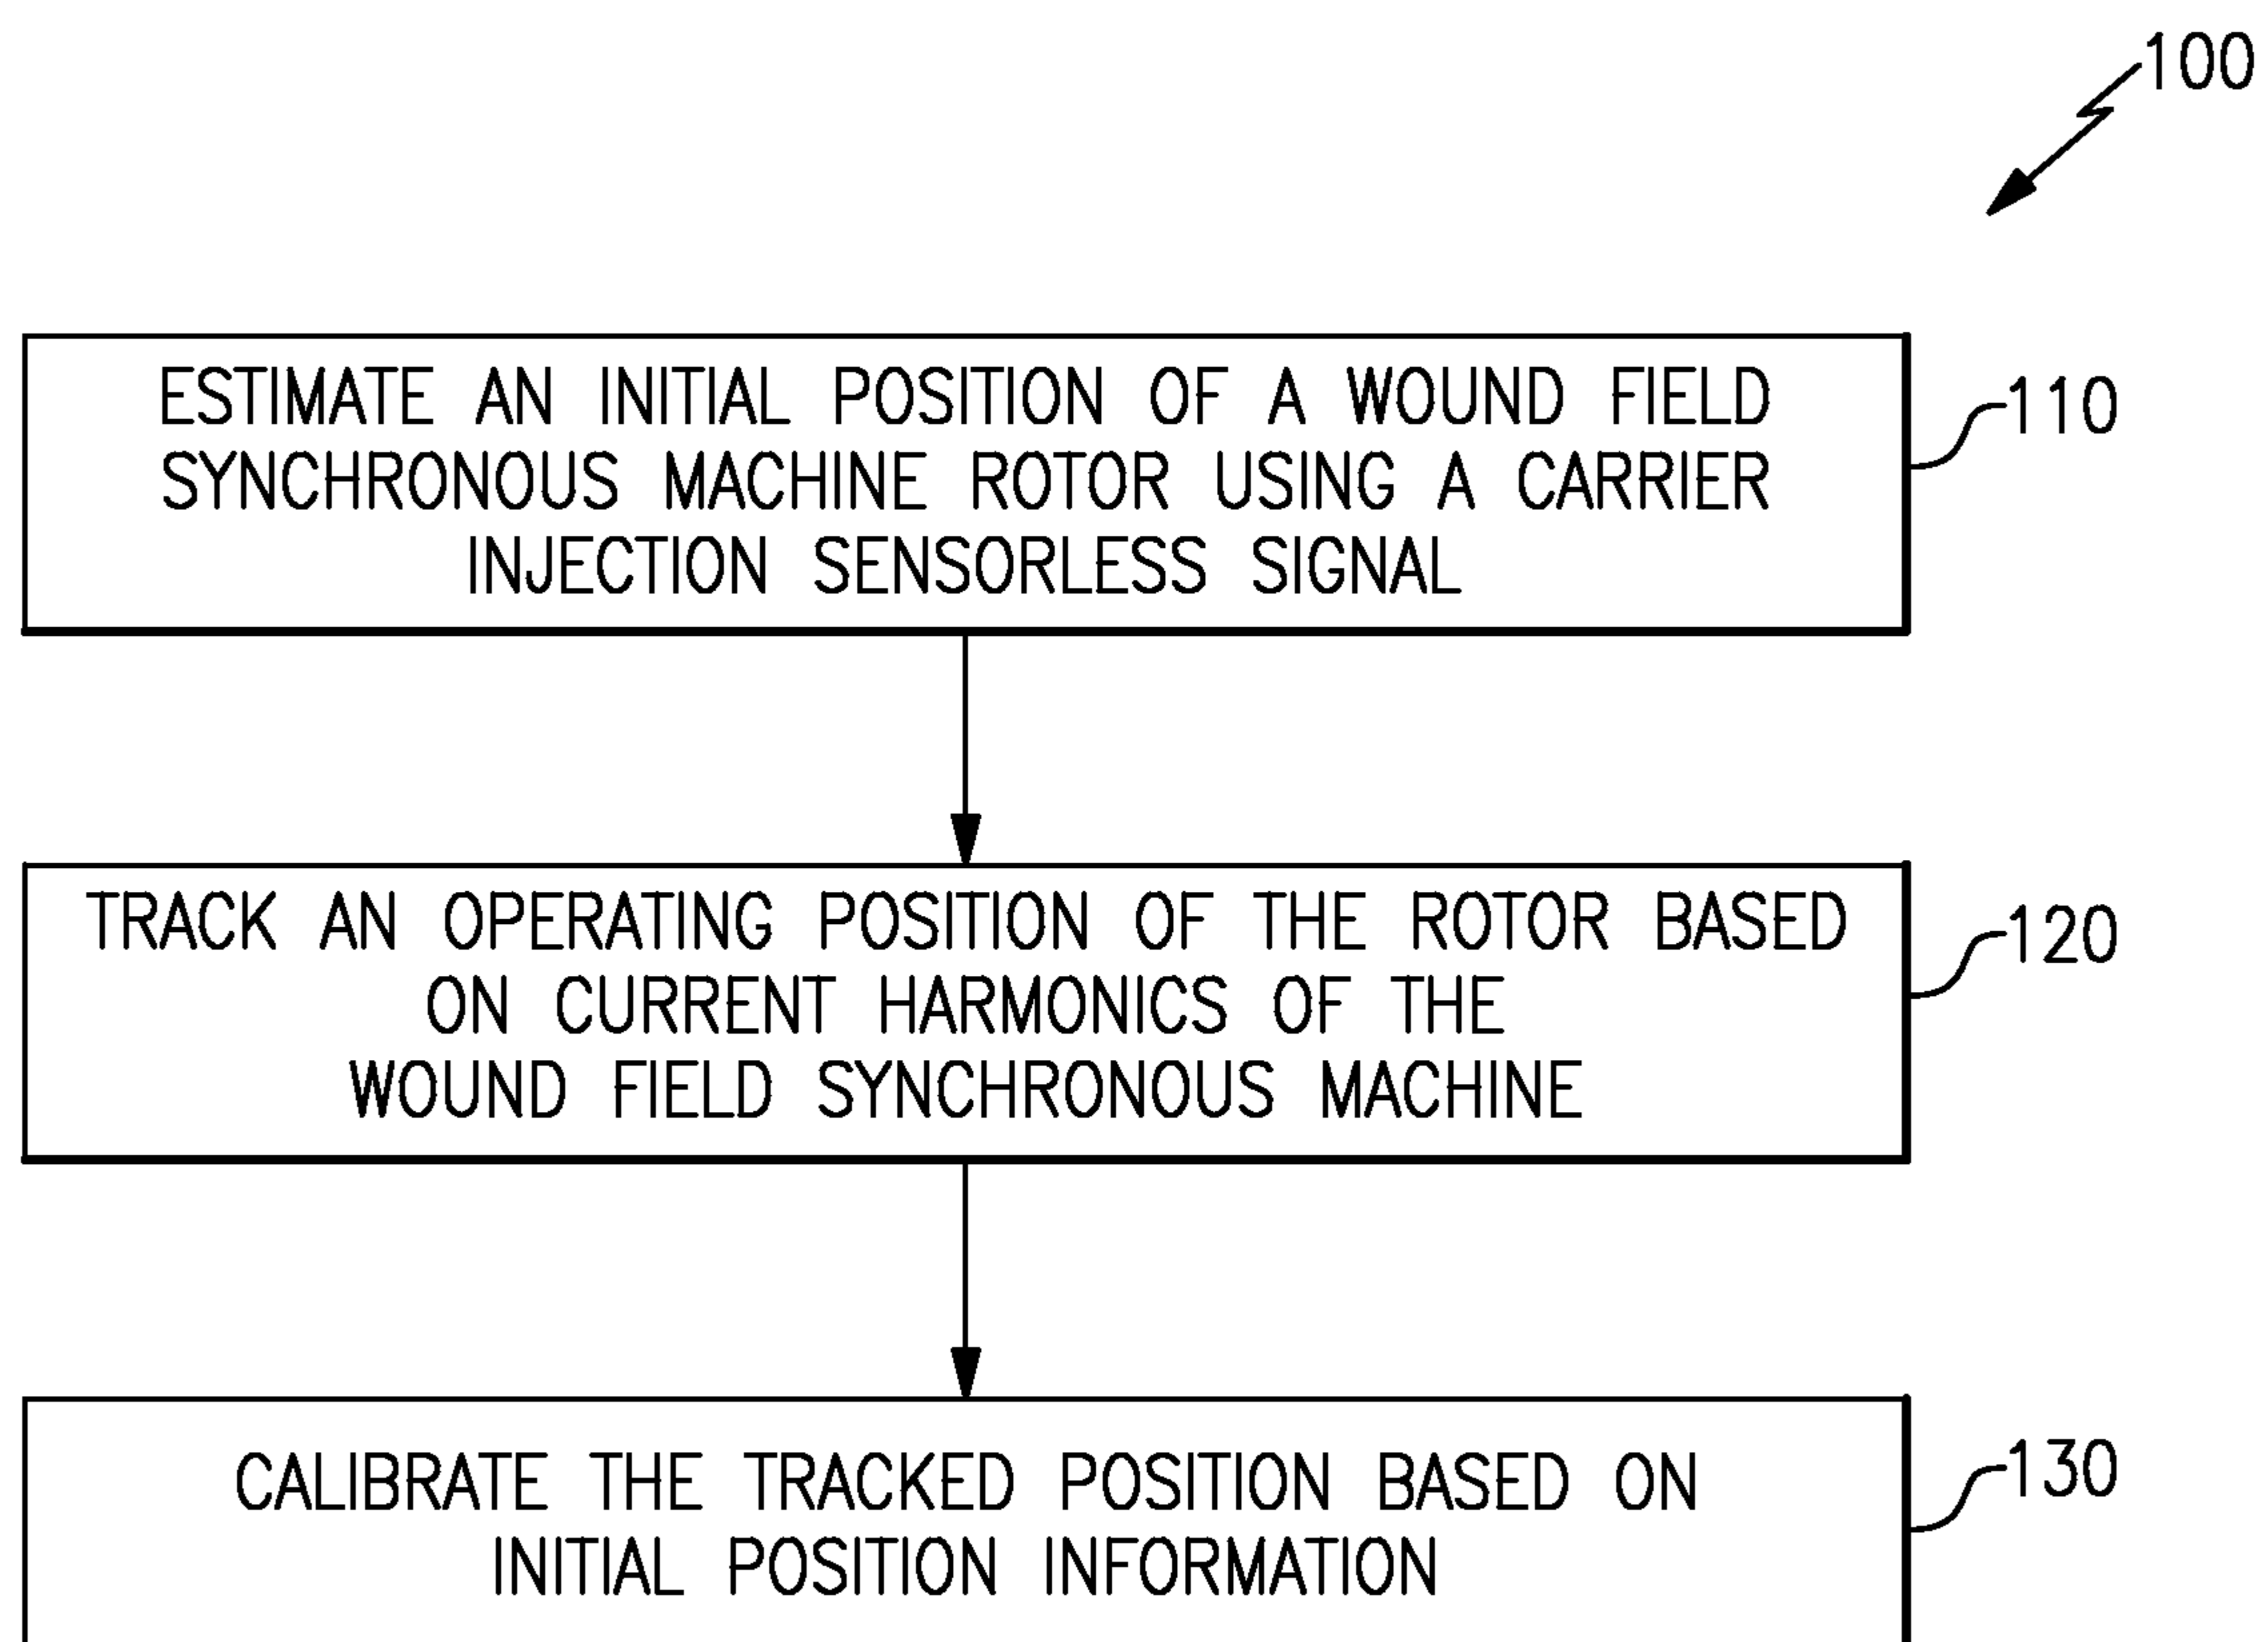 100
ESTIMATE AN INITIAL POSITION OF A WOUND FIELD
SYNCHRONOUS MACHINE ROTOR USING A CARRIER
INJECTION SENSORLESS SIGNAL
110
TRACK AN OPERATING POSITION OF THE ROTOR BASED
ON CURRENT HARMONICS OF THE
WOUND FIELD SYNCHRONOUS MACHINE
120
CALIBRATE THE TRACKED POSITION BASED ON
INITIAL POSITION INFORMATION
130